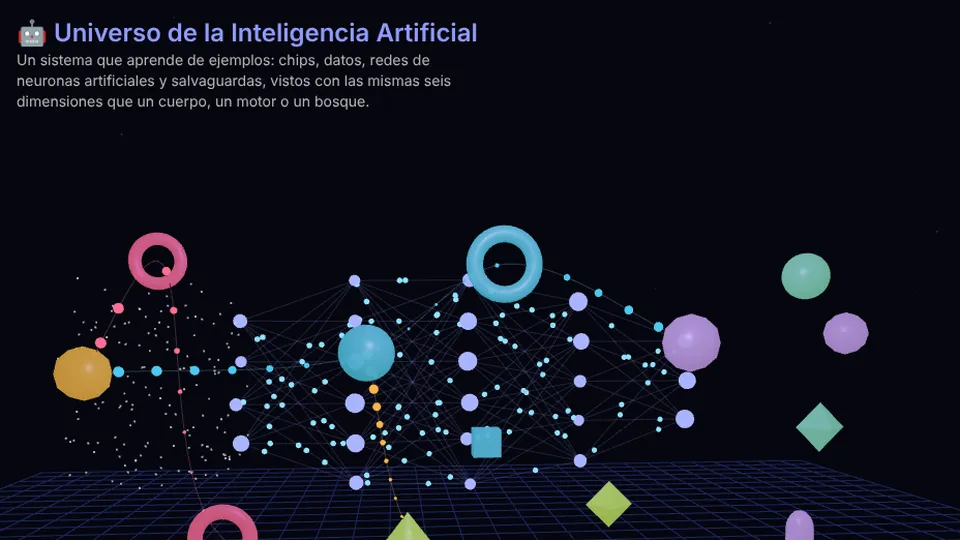 🤖 Universo de la Inteligencia Artificial
Un sistema que aprende de ejemplos: chips, datos, redes de
neuronas artificiales y salvaguardas, vistos con las mismas seis
dimensiones que un cuerpo, un motor o un bosque.